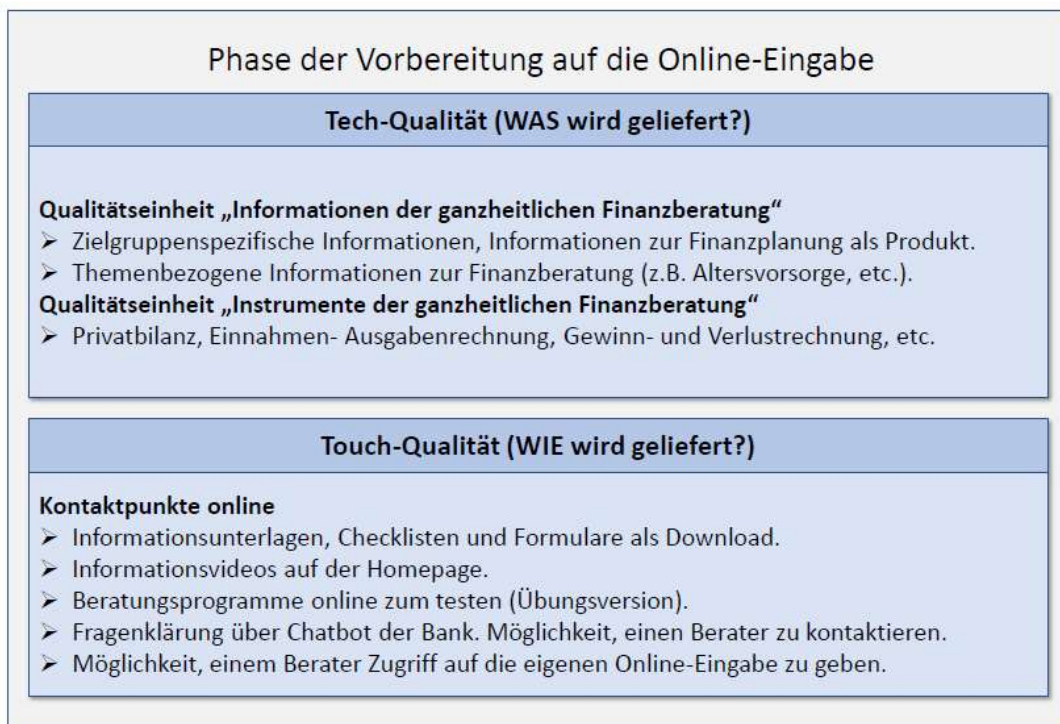 Phase der Vorbereitung auf die Online-Eingabe
Tech-Qualität (WAS wird geliefert?)
Qualitätseinheit „Informationen der ganzheitlichen Finanzberatung“
➢ Zielgruppenspezifische Informationen, Informationen zur Finanzplanung als Produkt.
➢ Themenbezogene Informationen zur Finanzberatung (z.B. Altersvorsorge, etc.).
Qualitätseinheit „Instrumente der ganzheitlichen Finanzberatung“
➢ Privatbilanz, Einnahmen- Ausgabenrechnung, Gewinn- und Verlustrechnung, etc.
Touch-Qualität (WIE wird geliefert?)
Kontaktpunkte online
➢ Informationsunterlagen, Checklisten und Formulare als Download.
➢ Informationsvideos auf der Homepage.
➢ Beratungsprogramme online zum testen (Übungsversion).
➢ Fragenklärung über Chatbot der Bank. Möglichkeit, einen Berater zu kontaktieren.
➢ Möglichkeit, einem Berater Zugriff auf die eigenen Online-Eingabe zu geben.